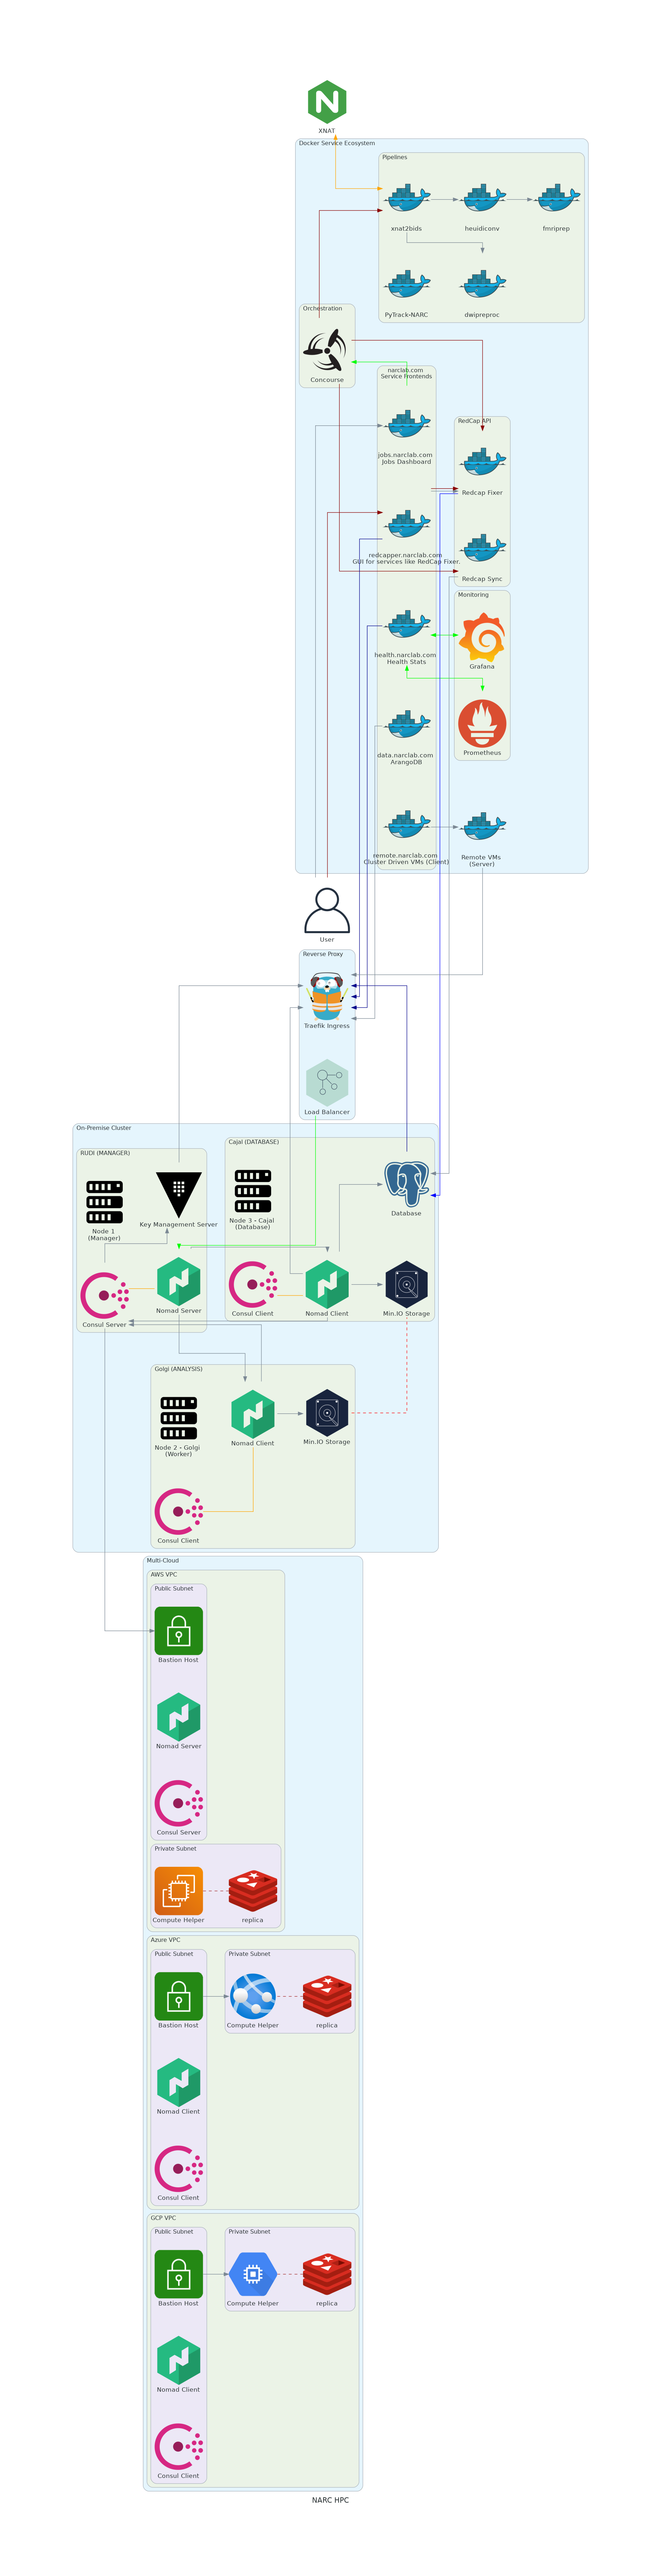 XNAT
Docker Service Ecosystem
Pipelines
xnat2bids
heuidiconv
fmriprep
PyTrack-NARC
dwipreproc
Orchestration
Concourse
narclab.com
Service Frontends
jobs.narclab.com
Jobs Dashboard
RedCap API
Redcap Fixer
redcapper.narclab.com
GUI for services like RedCap Fixer.
Redcap Sync
Monitoring
health.narclab.com
Health Stats
Grafana
data.narclab.com
ArangoDB
Prometheus
remote.narclab.com
Cluster Driven VMs (Client)
Remote VMs
(Server)
User
Reverse Proxy
Traefik Ingress
Load Balancer
On-Premise Cluster
RUDI (MANAGER)
Node 1
(Manager)
Key Management Server
Consul Server
Nomad Server
Cajal (DATABASE)
Node 3 - Cajal
(Database)
Database
Consul Client
Nomad Client
Min.IO Storage
Golgi (ANALYSIS)
Node 2 - Golgi
(Worker)
Nomad Client
Min.IO Storage
Consul Client
Multi-Cloud
AWS VPC
Public Subnet
Bastion Host
Nomad Server
Consul Server
Private Subnet
Compute Helper
replica
Azure VPC
Public Subnet
Private Subnet
Bastion Host
Compute Helper
replica
Nomad Client
Consul Client
GCP VPC
Public Subnet
Private Subnet
Bastion Host
Compute Helper
replica
Nomad Client
Consul Client
NARC HPC